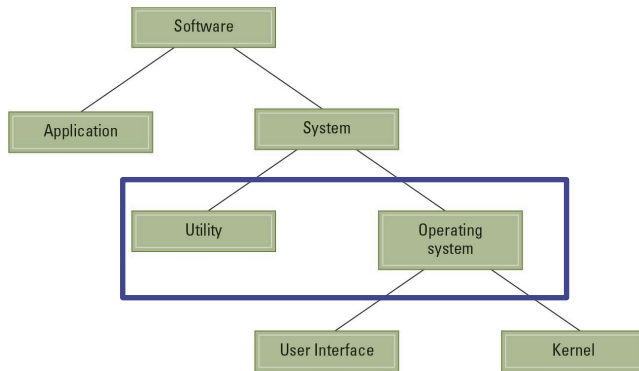 Software
Application
System
Utility
Operating
system
User Interface
Kernel